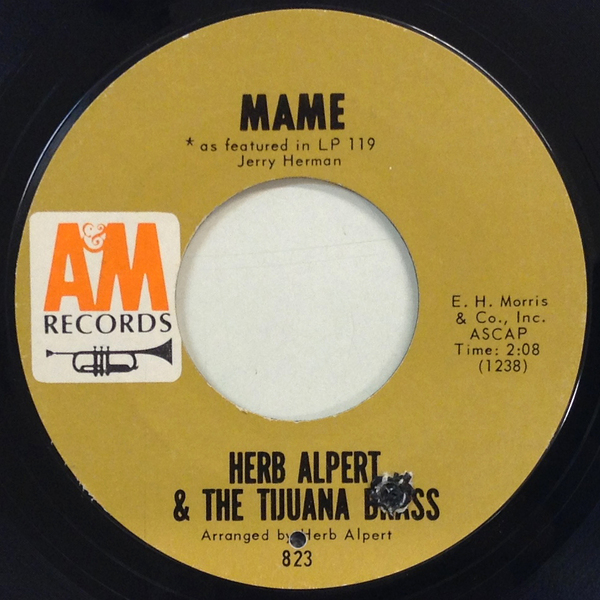 MAME
*as featured in LP 119
Jerry Herman
A&M
RECORDS
E. H. Morris
& Co., Inc.
ASCAP
Time: 2:08
(1238)
HERB ALPERT
& THE TIJUANA BRASS
Arranged by Herb Alpert
823